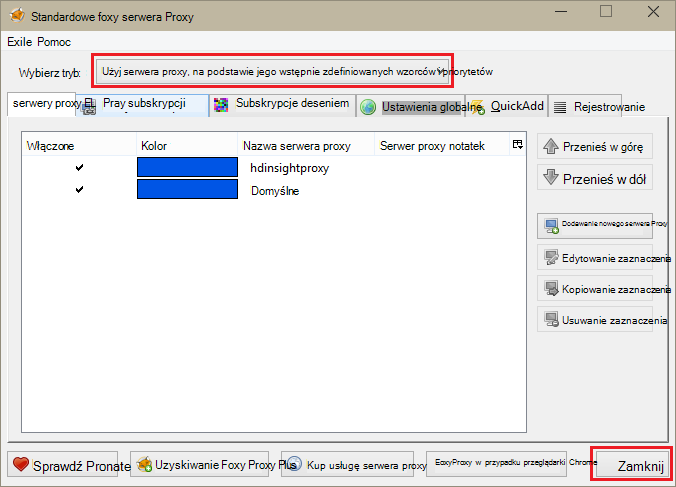 Standardowe foxy serwera Proxy
Exile Pomoc
Wybierz tryb: Użyj serwera proxy, na podstawie jego wstępnie zdefiniowanych wzorców i priorytetów
serwery proxy Pray subskrypcji Subskrypcje deseniem Ustawienia globalne QuickAdd Rejestrowanie
Włączone Kolor Nazwa serwera proxy Serwer proxy notatek
hdinsightproxy
Domyślne
Przenieś w górę
Przenieś w dół
Dodawanie nowego serwera Proxy
Edytowanie zaznaczenia
Kopiowanie zaznaczenia
Usuwanie zaznaczenia
Sprawdź Pronate Uzyskiwanie Foxy Proxy Plus Kup usługę serwera proxy EoxyProxy w przypadku przeglądarki Chrome Zamknij